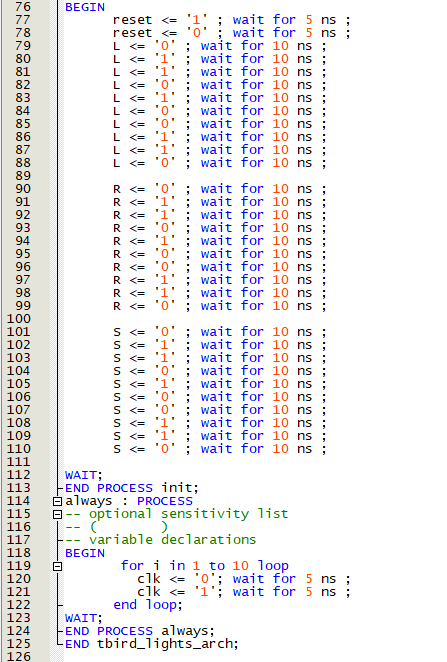 76 BEGIN
77 reset <= '1' ; wait for 5 ns ;
78 reset <= '0' ; wait for 5 ns ;
79 L <= '0' ; wait for 10 ns ;
80 L <= '1' ; wait for 10 ns ;
81 L <= '1' ; wait for 10 ns ;
82 L <= '0' ; wait for 10 ns ;
83 L <= '1' ; wait for 10 ns ;
84 L <= '0' ; wait for 10 ns ;
85 L <= '0' ; wait for 10 ns ;
86 L <= '1' ; wait for 10 ns ;
87 L <= '1' ; wait for 10 ns ;
88 L <= '0' ; wait for 10 ns ;
89
90 R <= '0' ; wait for 10 ns ;
91 R <= '1' ; wait for 10 ns ;
92 R <= '1' ; wait for 10 ns ;
93 R <= '0' ; wait for 10 ns ;
94 R <= '1' ; wait for 10 ns ;
95 R <= '0' ; wait for 10 ns ;
96 R <= '0' ; wait for 10 ns ;
97 R <= '1' ; wait for 10 ns ;
98 R <= '1' ; wait for 10 ns ;
99 R <= '0' ; wait for 10 ns ;
100
101 S <= '0' ; wait for 10 ns ;
102 S <= '1' ; wait for 10 ns ;
103 S <= '1' ; wait for 10 ns ;
104 S <= '0' ; wait for 10 ns ;
105 S <= '1' ; wait for 10 ns ;
106 S <= '0' ; wait for 10 ns ;
107 S <= '0' ; wait for 10 ns ;
108 S <= '1' ; wait for 10 ns ;
109 S <= '1' ; wait for 10 ns ;
110 S <= '0' ; wait for 10 ns ;
111
112 WAIT;
113 END PROCESS init;
114 always : PROCESS
115 -- optional sensitivity list
116 -- ( )
117 -- variable declarations
118 BEGIN
119 for i in 1 to 10 loop
120 clk <= '0'; wait for 5 ns ;
121 clk <= '1'; wait for 5 ns ;
122 end loop;
123 WAIT;
124 END PROCESS always;
125 END tbird_lights_arch;
126